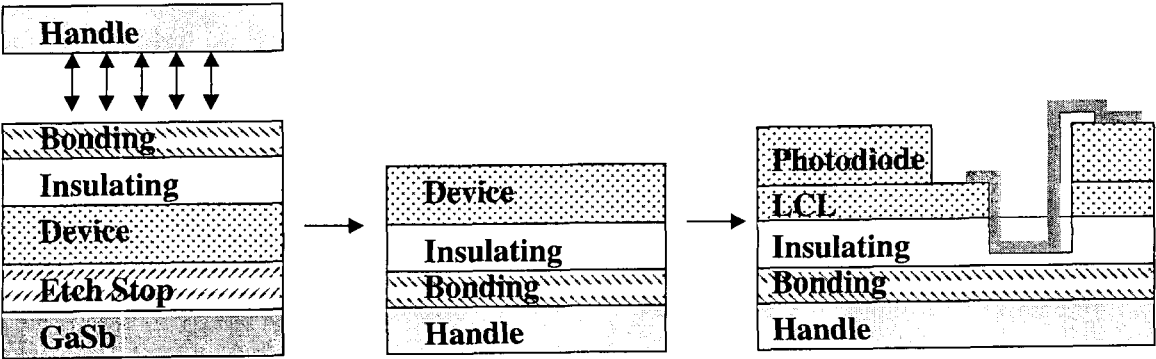 Handle
Bonding
Insulating
Device
Etch Stop
GaSb
Device
Insulating
Bonding
Handle
Photodiode
LCL
Insulating
Bonding
Handle